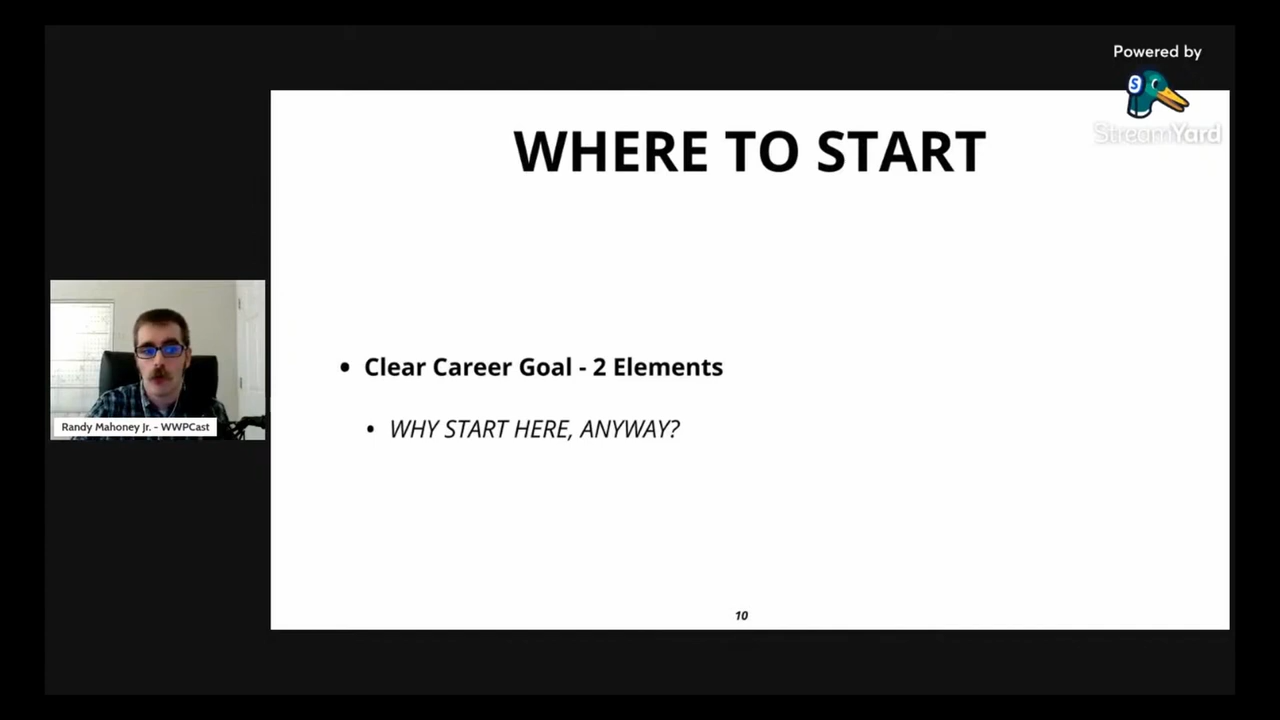 Powered by
StreamYard
WHERE TO START
• Clear Career Goal - 2 Elements
• WHY START HERE, ANYWAY?
Randy Mahoney Jr. - WWPCast
10